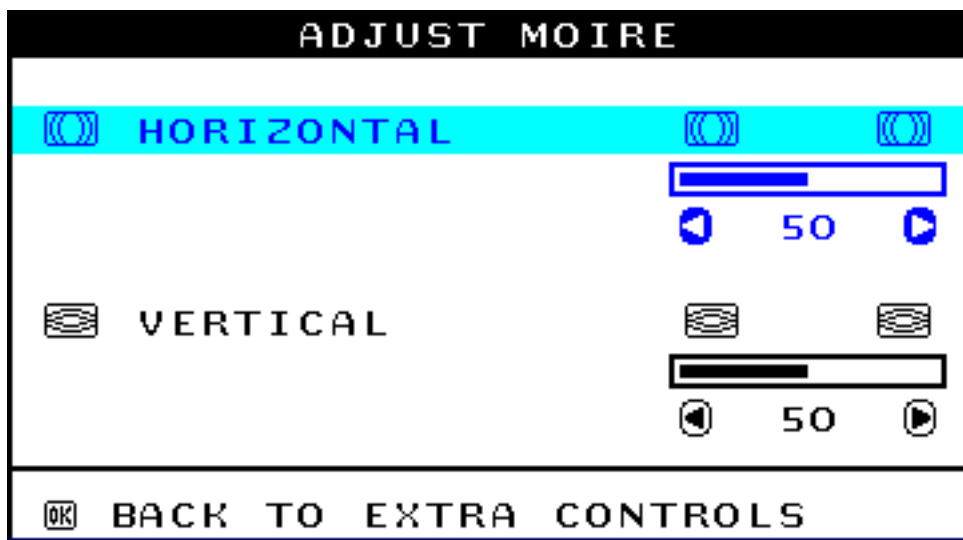 ADJUST MOIRE
HORIZONTAL
50
VERTICAL
50
OK BACK TO EXTRA CONTROLS